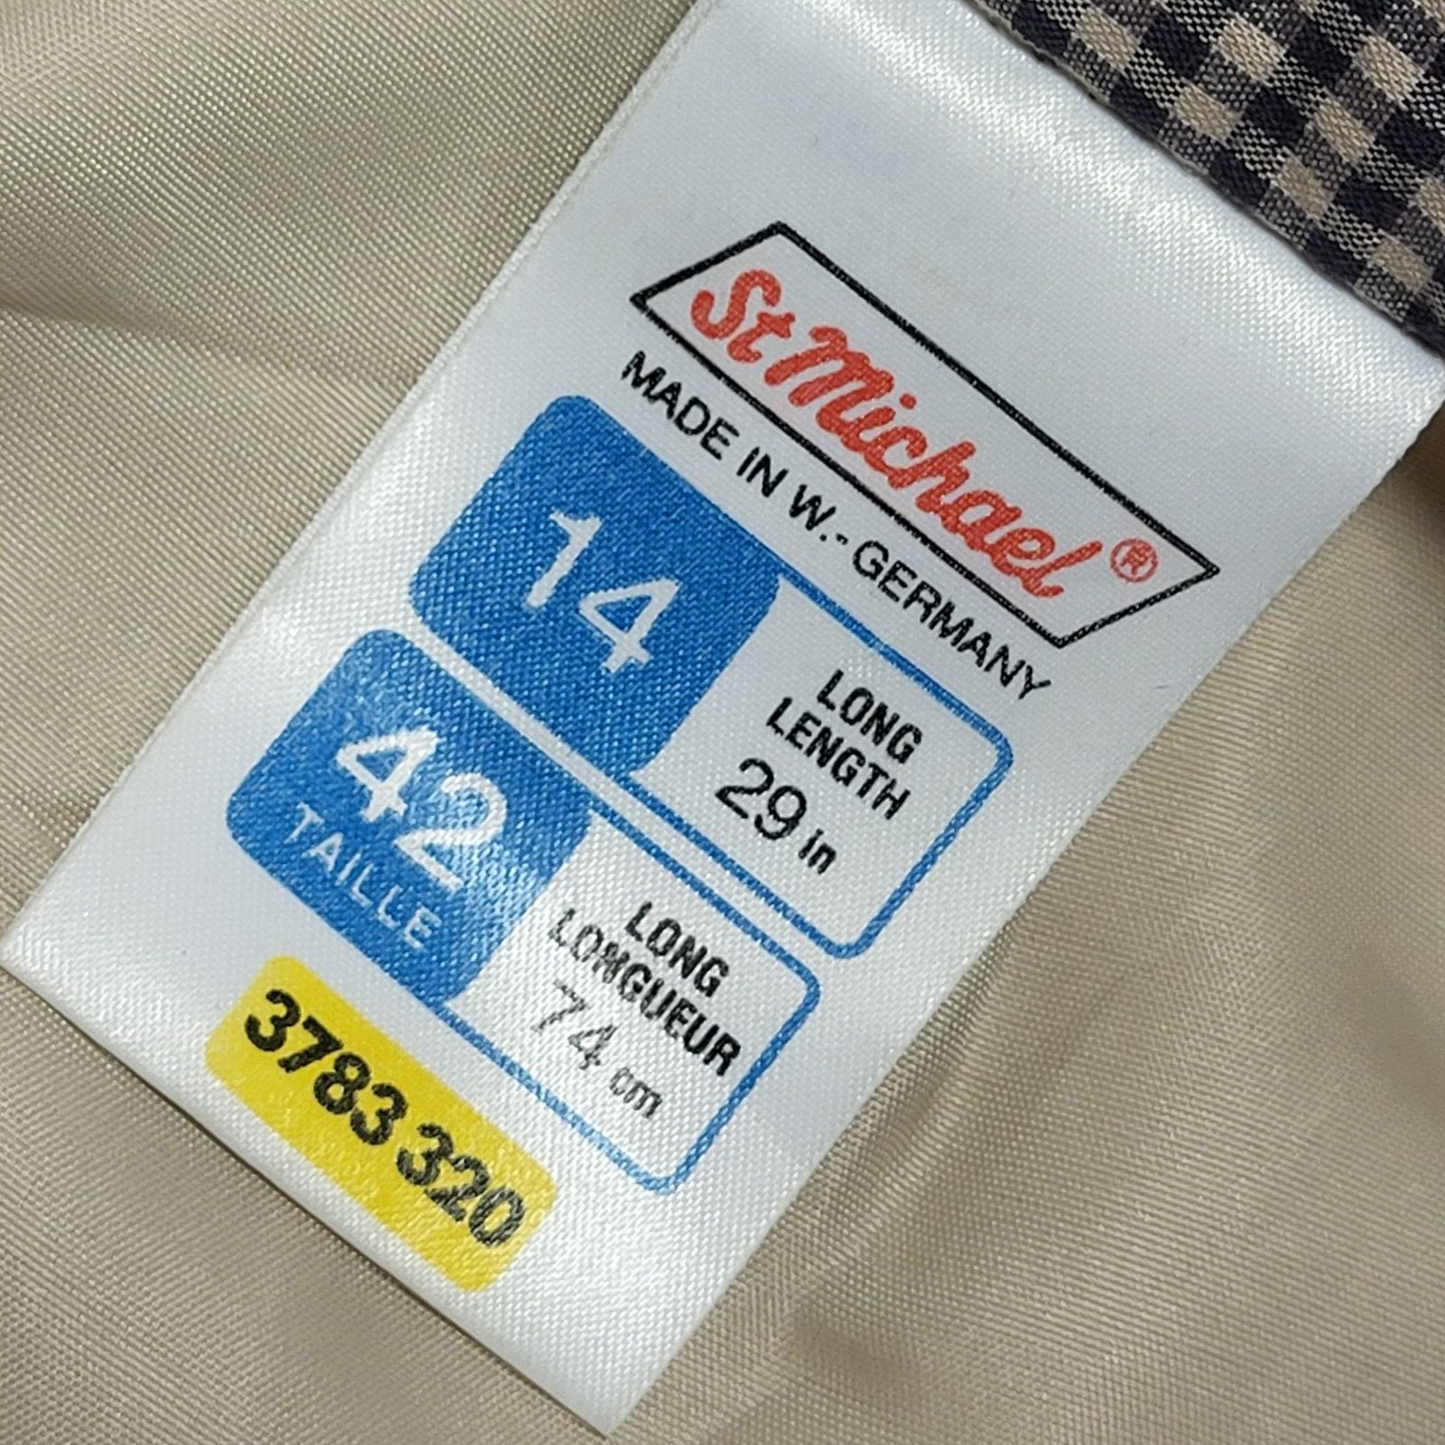 St Michael®
MADE IN W.-GERMANY
14
LONG
LENGTH
29 in
42
TAILLE
LONG
LONGUEUR
74 cm
3783 320